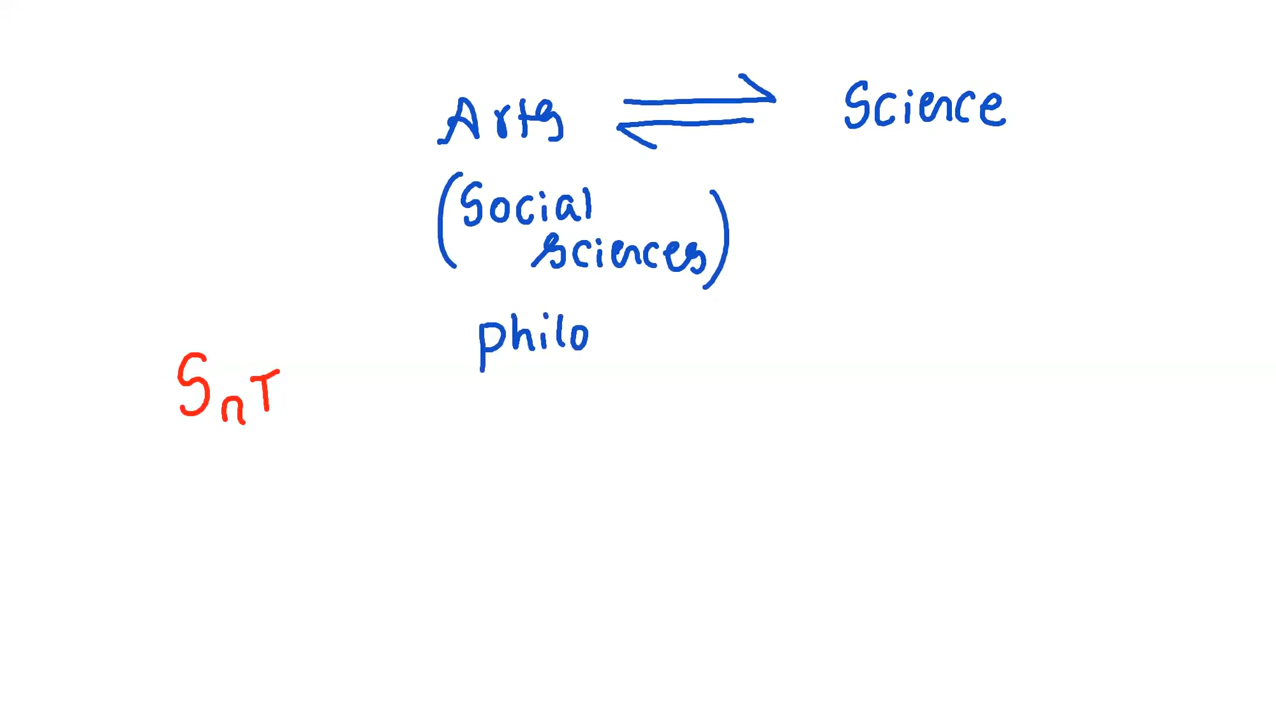 Arts ⇌ Science
(Social
sciences)
philo
SnT